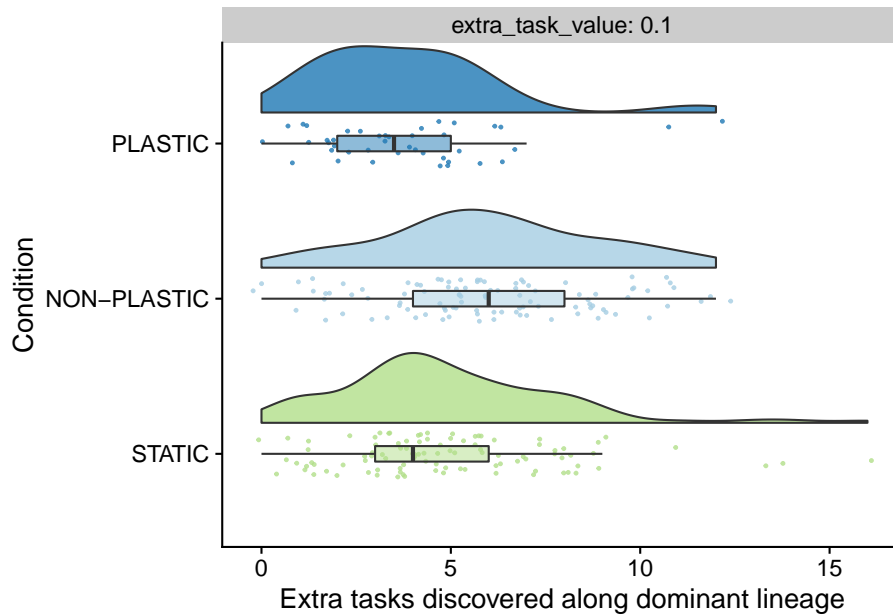 extra_task_value: 0.1
PLASTIC
NON−PLASTIC
STATIC
Condition
0 5 10 15
Extra tasks discovered along dominant lineage